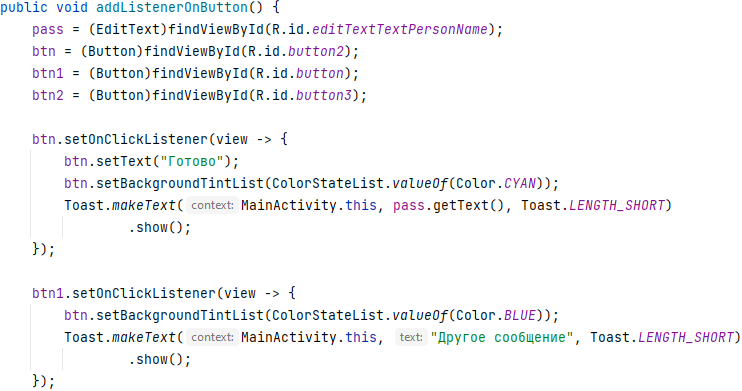 public void addListenerOnButton() {
pass = (EditText)findViewById(R.id.editTextTextPersonName);
btn = (Button)findViewById(R.id.button2);
btn1 = (Button)findViewById(R.id.button);
btn2 = (Button)findViewById(R.id.button3);
btn.setOnClickListener(view -> {
btn.setText("Готово");
btn.setBackgroundTintList(ColorStateList.valueOf(Color.CYAN));
Toast.makeText( context: MainActivity.this, pass.getText(), Toast.LENGTH_SHORT)
.show();
});
btn1.setOnClickListener(view -> {
btn.setBackgroundTintList(ColorStateList.valueOf(Color.BLUE));
Toast.makeText( context: MainActivity.this, text: "Другое сообщение", Toast.LENGTH_SHORT)
.show();
});